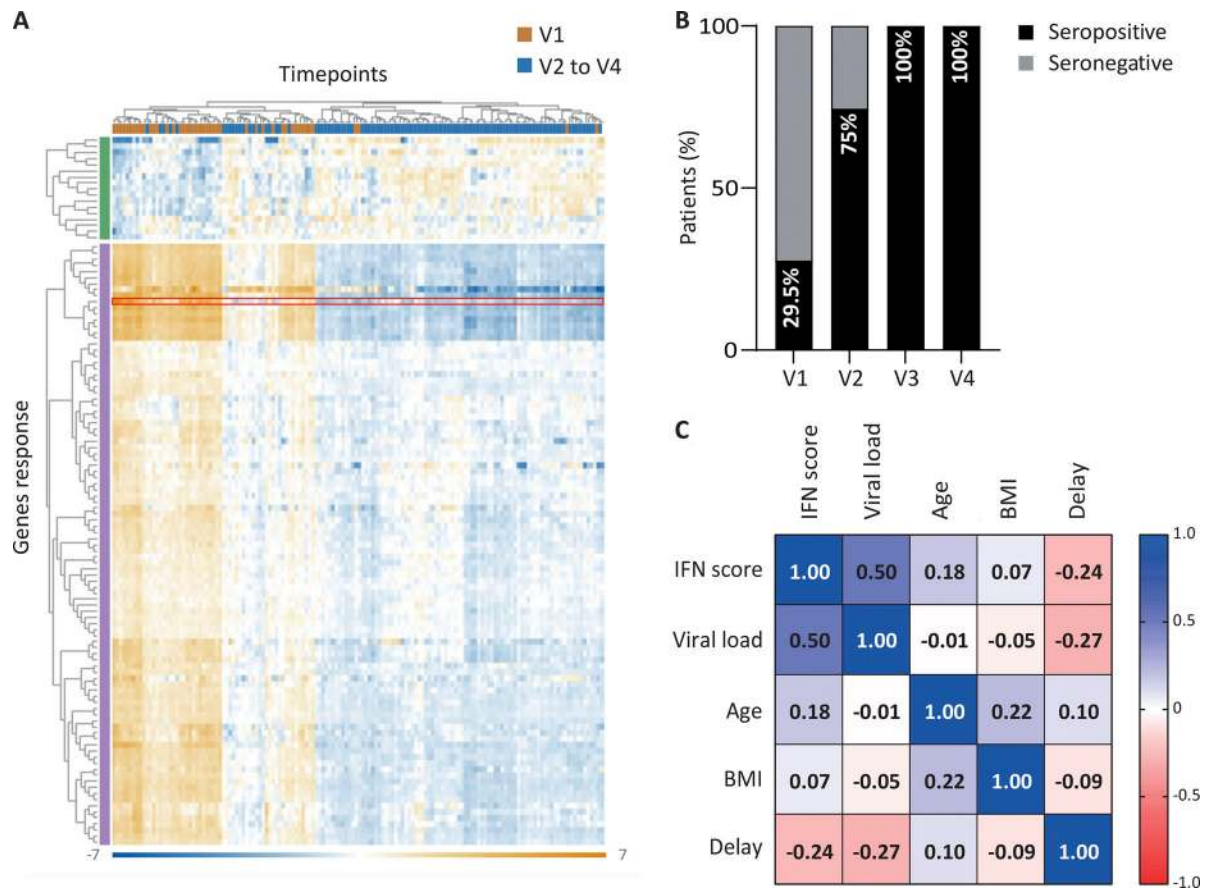 A
V1
V2 to V4
Timepoints
Genes response
-7
7
B
Seropositive
Seronegative
Patients (%)
100
50
0
29.5%
75%
100%
100%
V1
V2
V3
V4
C
IFN score
Viral load
Age
BMI
Delay
IFN score
1.00
0.50
0.18
0.07
-0.24
Viral load
0.50
1.00
-0.01
-0.05
-0.27
Age
0.18
-0.01
1.00
0.22
0.10
BMI
0.07
-0.05
0.22
1.00
-0.09
Delay
-0.24
-0.27
0.10
-0.09
1.00
1.0
0.5
0
-0.5
-1.0